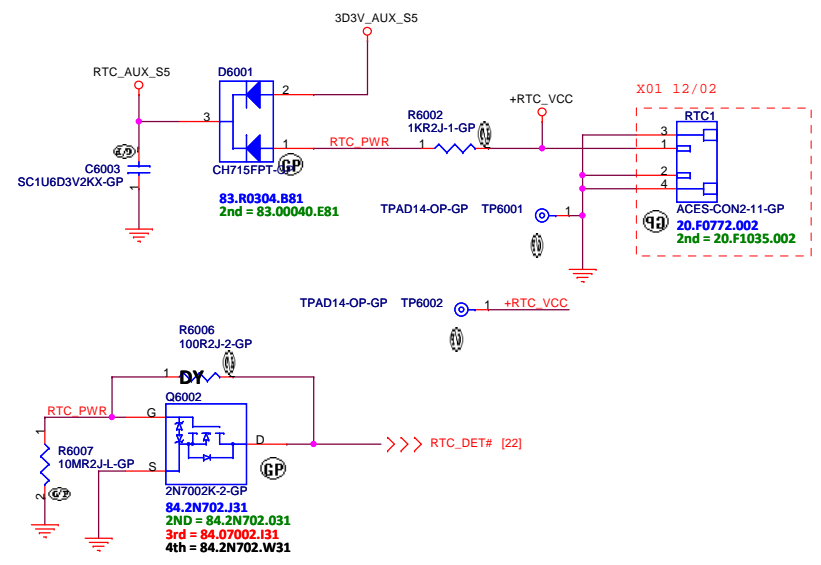 3D3V_AUX_S5
RTC_AUX_S5
D6001
2
3
1
RTC_PWR
C6003
SC1U6D3V2KX-GP
1
CH715FPT-GP
GP
83.R0304.B81
2nd = 83.00040.E81
R6002
1KR2J-1-GP
1
+RTC_VCC
X01 12/02
RTC1
3
1
2
4
ACES-CON2-11-GP
20.F0772.002
2nd = 20.F1035.002
GP
TPAD14-OP-GP TP6001
1
TPAD14-OP-GP TP6002
1
+RTC_VCC
R6006
100R2J-2-GP
1
DY
RTC_PWR
Q6002
G
D
S
GP
2N7002K-2-GP
84.2N702.J31
2ND = 84.2N702.031
3rd = 84.07002.I31
4th = 84.2N702.W31
1
R6007
10MR2J-L-GP
2
RTC_DET# [22]